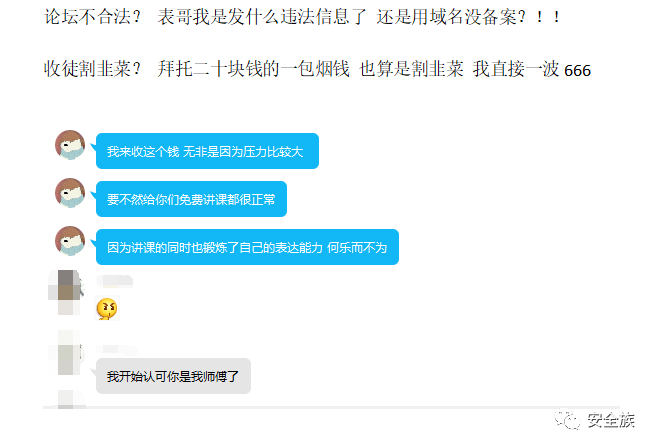 论坛不合法？ 表哥我是发什么违法信息了 还是用域名没备案？！！
收徒割韭菜？ 拜托二十块钱的一包烟钱 也算是割韭菜 我直接一波 666
我来收这个钱 无非是因为压力比较大
要不然给你们免费讲课都很正常
因为讲课的同时也锻炼了自己的表达能力 何乐而不为
我开始认可你是我师傅了
安全族